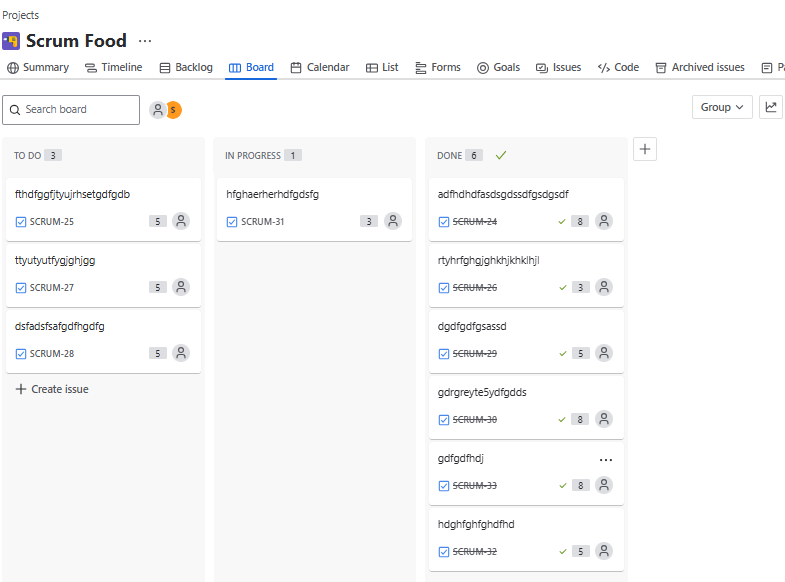 Projects
Scrum Food
Summary Timeline Backlog Board Calendar List Forms Goals Issues Code Archived issues Pa
Search board S Group
TO DO 3
fthdfggfjtyujrhsetgdfgdb
SCRUM-25 5
ttyutyutfygjghjgg
SCRUM-27 5
dsfadsfsafgdfhgdfg
SCRUM-28 5
Create issue
IN PROGRESS 1
hfghaerherhdfgdsfg
SCRUM-31 3
DONE 6
adfhdhdfasdsgdssdfgsdgsdf
SCRUM-24 8
rtyhrfghgjghkhjkhklhjl
SCRUM-26 3
dgdfgdfgsassd
SCRUM-29 5
gdrgreyte5ydfgdds
SCRUM-30 8
gdfgdfhdj
SCRUM-33 8
hdghfghfghdfhd
SCRUM-32 5